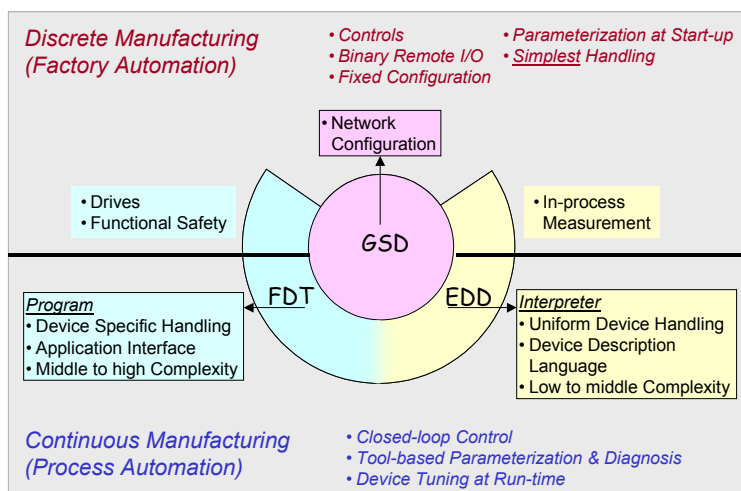 Discrete Manufacturing
(Factory Automation)
• Controls
• Binary Remote I/O
• Fixed Configuration
• Parameterization at Start-up
• Simplest Handling
• Network
Configuration
• Drives
• Functional Safety
• In-process
Measurement
GSD
FDT
EDD
Program
• Device Specific Handling
• Application Interface
• Middle to high Complexity
Interpreter
• Uniform Device Handling
• Device Description
Language
• Low to middle Complexity
Continuous Manufacturing
(Process Automation)
• Closed-loop Control
• Tool-based Parameterization & Diagnosis
• Device Tuning at Run-time